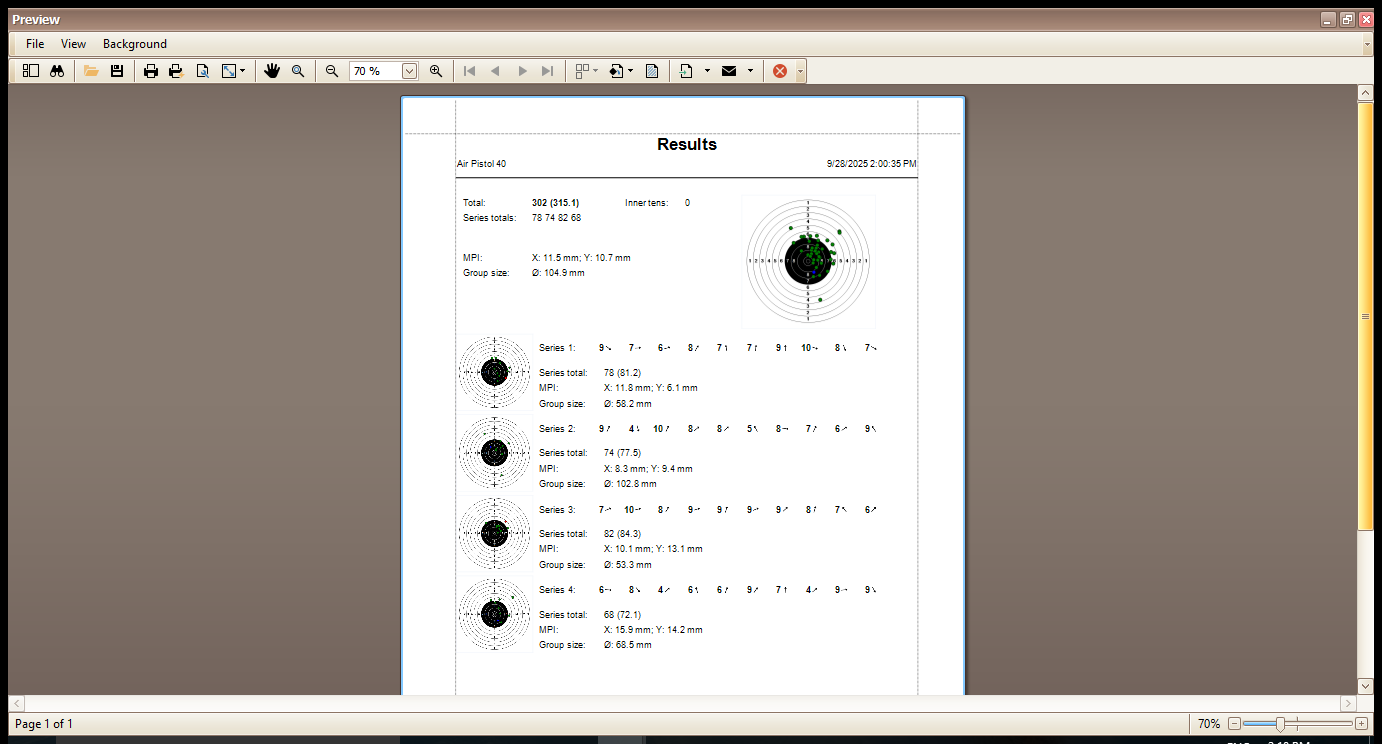 Preview
File View Background
70 %
Results
Air Pistol 40 9/28/2025 2:00:35 PM
Total: 302 (315.1) Inner tens: 0
Series totals: 78 74 82 68
MPI: X: 11.5 mm; Y: 10.7 mm
Group size: Ø: 104.9 mm
Series 1: 9 7 6 8 7 7 9 10 8 7
Series total: 78 (81.2)
MPI: X: 11.8 mm; Y: 6.1 mm
Group size: Ø: 58.2 mm
Series 2: 9 4 10 8 8 5 8 7 6 9
Series total: 74 (77.5)
MPI: X: 8.3 mm; Y: 9.4 mm
Group size: Ø: 102.8 mm
Series 3: 7 10 8 9 9 9 9 8 7 6
Series total: 82 (84.3)
MPI: X: 10.1 mm; Y: 13.1 mm
Group size: Ø: 53.3 mm
Series 4: 6 8 4 6 6 9 7 4 9 9
Series total: 68 (72.1)
MPI: X: 15.9 mm; Y: 14.2 mm
Group size: Ø: 68.5 mm
Page 1 of 1 70%